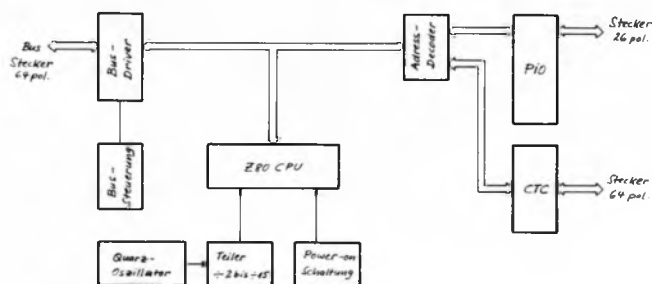 Bus
Stecker
64 pol.
Bus-
Driver
Adress-
Decoder
PiO
Stecker
26 pol.
Bus-
Steuerung
Z80 CPU
CTC
Stecker
64 pol.
Quarz-
Oszillator
Teiler
÷2 bis ÷15
Power-on
Schaltung